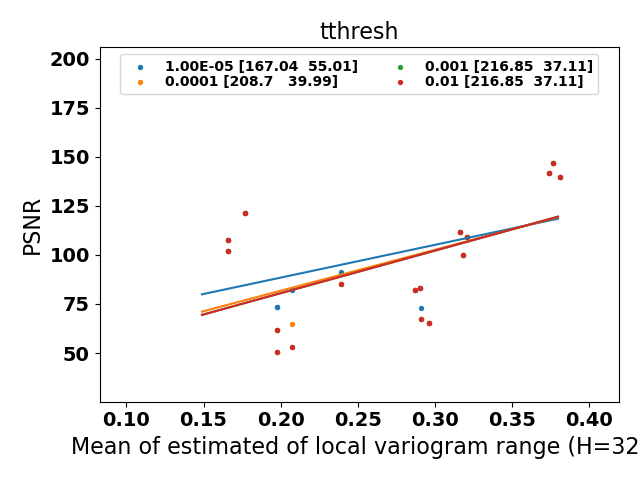 tthresh
1.00E-05 [167.04  55.01]
0.0001 [208.7   39.99]
0.001 [216.85  37.11]
0.01 [216.85  37.11]
PSNR
200
175
150
125
100
75
50
0.10 0.15 0.20 0.25 0.30 0.35 0.40
Mean of estimated of local variogram range (H=32